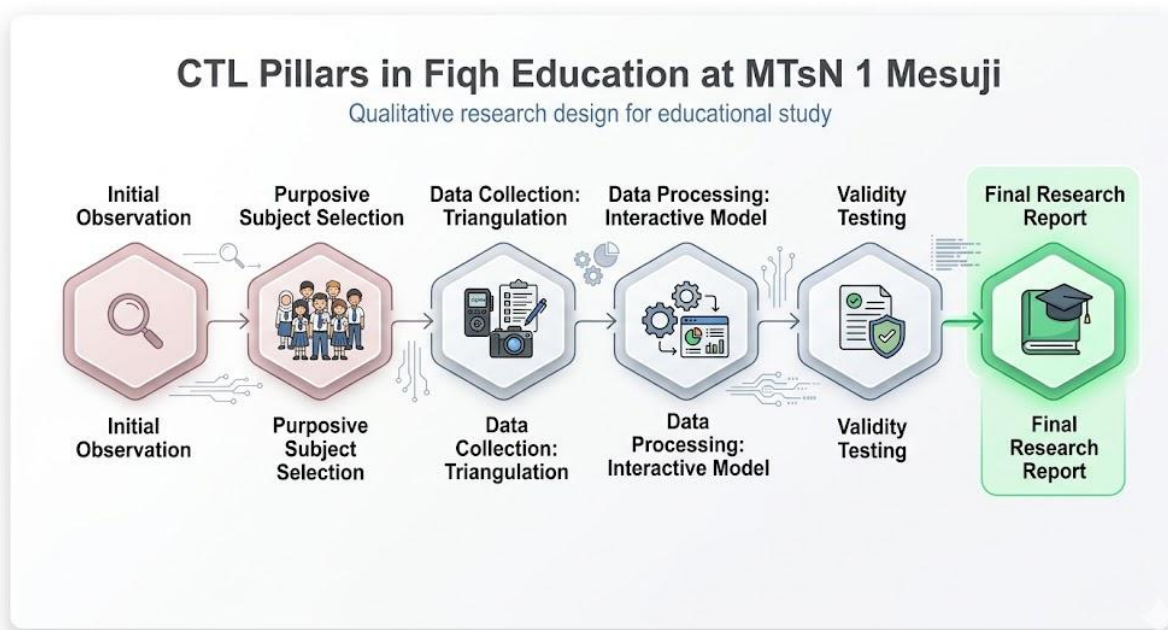 CTL Pillars in Fiqh Education at MTsN 1 Mesuji
Qualitative research design for educational study
Initial
Observation
Purposive
Subject Selection
Data Collection:
Triangulation
Data Processing:
Interactive Model
Validity
Testing
Final Research
Report
Initial
Observation
Purposive
Subject
Selection
Data
Collection:
Triangulation
Data
Processing:
Interactive Model
Validity
Testing
Final
Research
Report